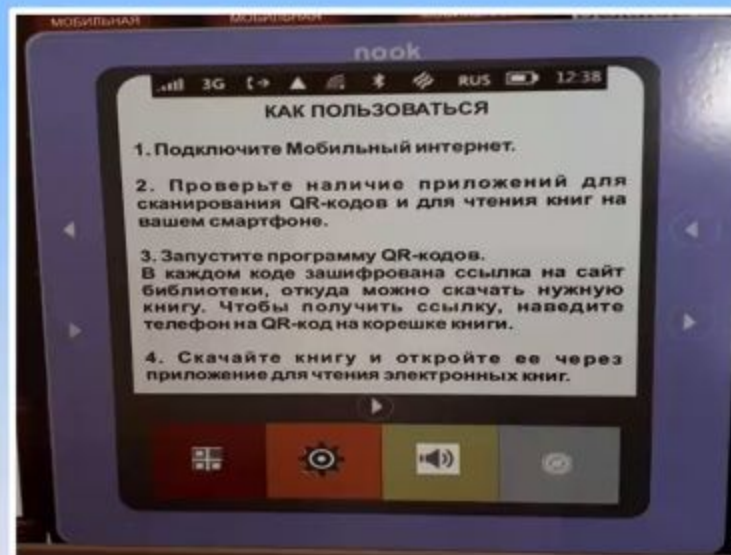 МОБИЛЬНАЯ
МОБИЛЬНАЯ
nook
3G RUS 12:38
КАК ПОЛЬЗОВАТЬСЯ
1. Подключите Мобильный интернет.
2. Проверьте наличие приложений для
сканирования QR-кодов и для чтения книг на
вашем смартфоне.
3. Запустите программу QR-кодов.
В каждом коде зашифрована ссылка на сайт
библиотеки, откуда можно скачать нужную
книгу. Чтобы получить ссылку, наведите
телефон на QR-код на корешке книги.
4. Скачайте книгу и откройте ее через
приложение для чтения электронных книг.